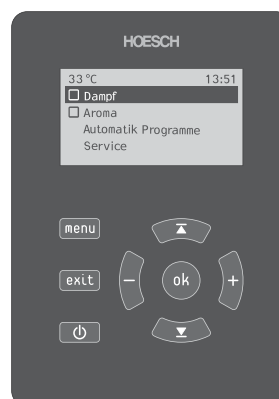 HOESCH
33 °C 13:51
Dampf
Aroma
Automatik Programme
Service
menu
exit
- ok +